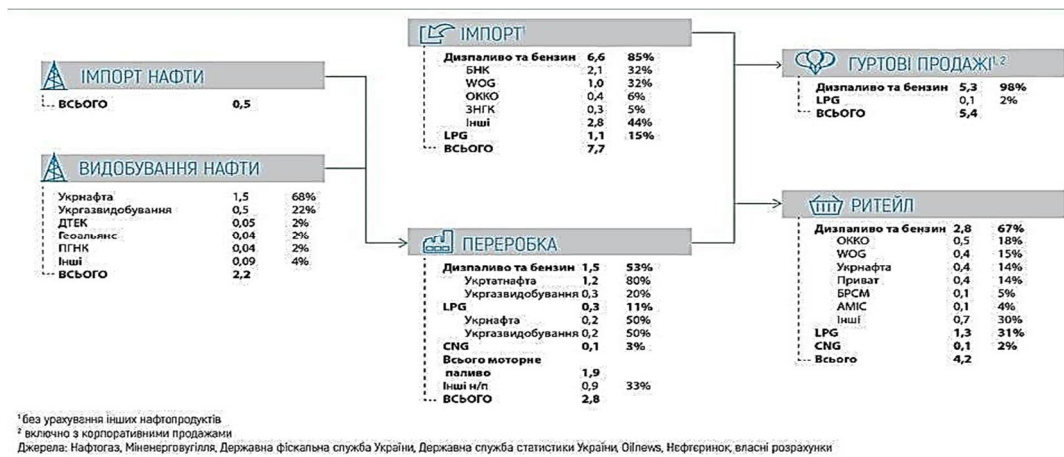 ІМПОРТ НАФТИ
ВСЬОГО 0,5
ВИДОБУВАННЯ НАФТИ
Укрнафта 1,5 68%
Укргазвидобування 0,5 22%
ДТЕК 0,05 2%
Геоальянс 0,04 2%
ПГНК 0,04 2%
Інші 0,09 4%
ВСЬОГО 2,2
ІМПОРТ¹
Дизпаливо та бензин 6,6 85%
БНК 2,1 32%
WOG 1,0 32%
ОККО 0,4 6%
ЗНГК 0,3 5%
Інші 2,8 44%
LPG 1,1 15%
ВСЬОГО 7,7
ПЕРЕРОБКА
Дизпаливо та бензин 1,5 53%
Укртатнафта 1,2 80%
Укргазвидобування 0,3 20%
LPG 0,3 11%
Укрнафта 0,2 50%
Укргазвидобування 0,2 50%
CNG 0,1 3%
Всього моторне
паливо 1,9
Інші н/п 0,9 33%
ВСЬОГО 2,8
ГУРТОВІ ПРОДАЖІ¹,²
Дизпаливо та бензин 5,3 98%
LPG 0,1 2%
ВСЬОГО 5,4
РИТЕЙЛ
Дизпаливо та бензин 2,8 67%
ОККО 0,5 18%
WOG 0,4 15%
Укрнафта 0,4 14%
Приват 0,4 14%
БРСМ 0,1 5%
АМІС 0,1 4%
Інші 0,7 30%
LPG 1,3 31%
CNG 0,1 2%
Всього 4,2
¹ без урахування інших нафтопродуктів
² включно з корпоративними продажами
Джерела: Нафтогаз, Міненерговугілля, Державна фіскальна служба України, Державна служба статистики України, Oilnews, Нефтеринок, власні розрахунки